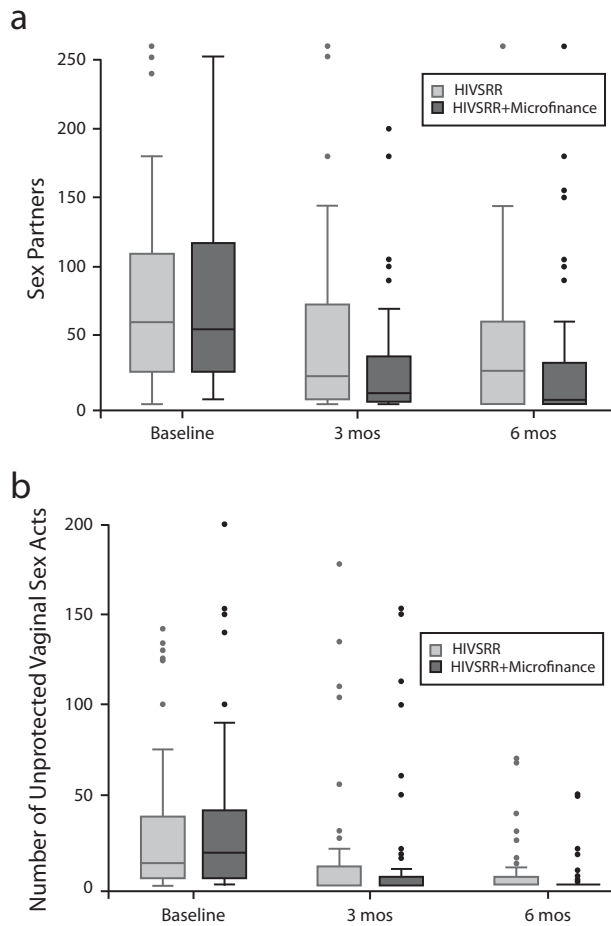 a
250
200
150
100
50
0
Sex Partners
HIVSRR
HIVSRR+Microfinance
Baseline 3 mos 6 mos
b
200
150
100
50
0
Number of Unprotected Vaginal Sex Acts
HIVSRR
HIVSRR+Microfinance
Baseline 3 mos 6 mos